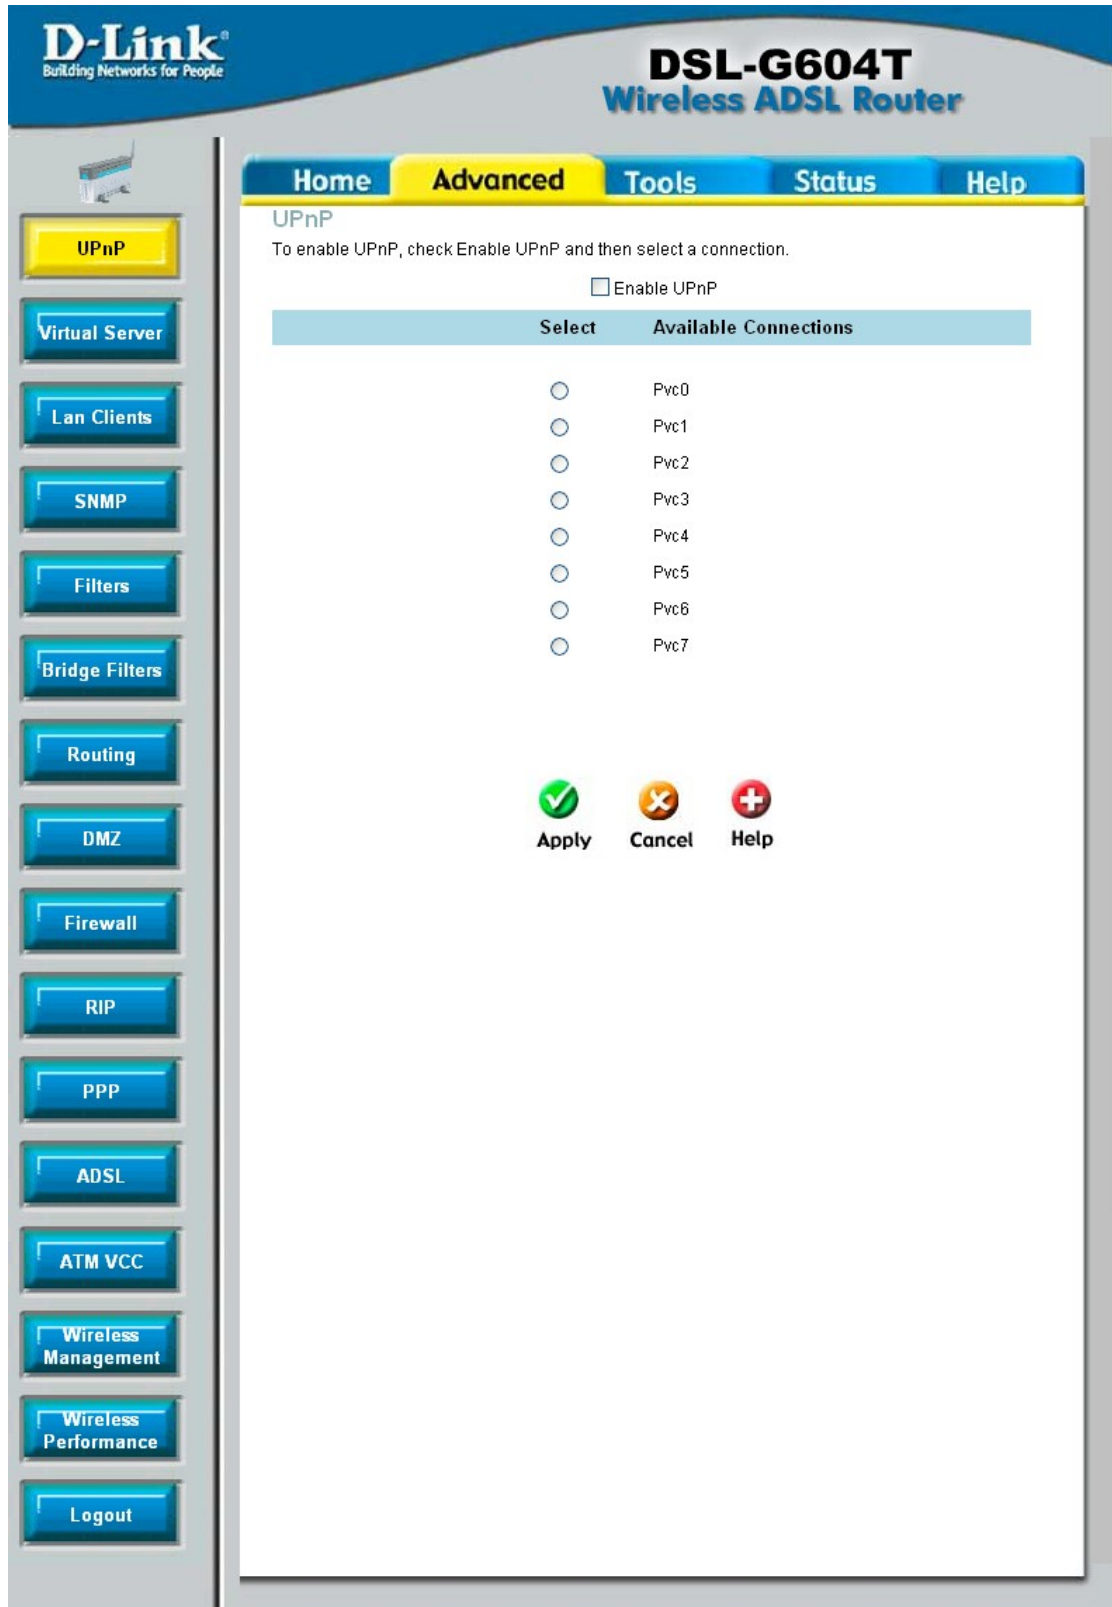 D-Link®
Building Networks for People
DSL-G604T
Wireless ADSL Router
Home Advanced Tools Status Help
UPnP
Virtual Server
Lan Clients
SNMP
Filters
Bridge Filters
Routing
DMZ
Firewall
RIP
PPP
ADSL
ATM VCC
Wireless
Management
Wireless
Performance
Logout
UPnP
To enable UPnP, check Enable UPnP and then select a connection.
Enable UPnP
Select Available Connections
Pvc0
Pvc1
Pvc2
Pvc3
Pvc4
Pvc5
Pvc6
Pvc7
Apply Cancel Help